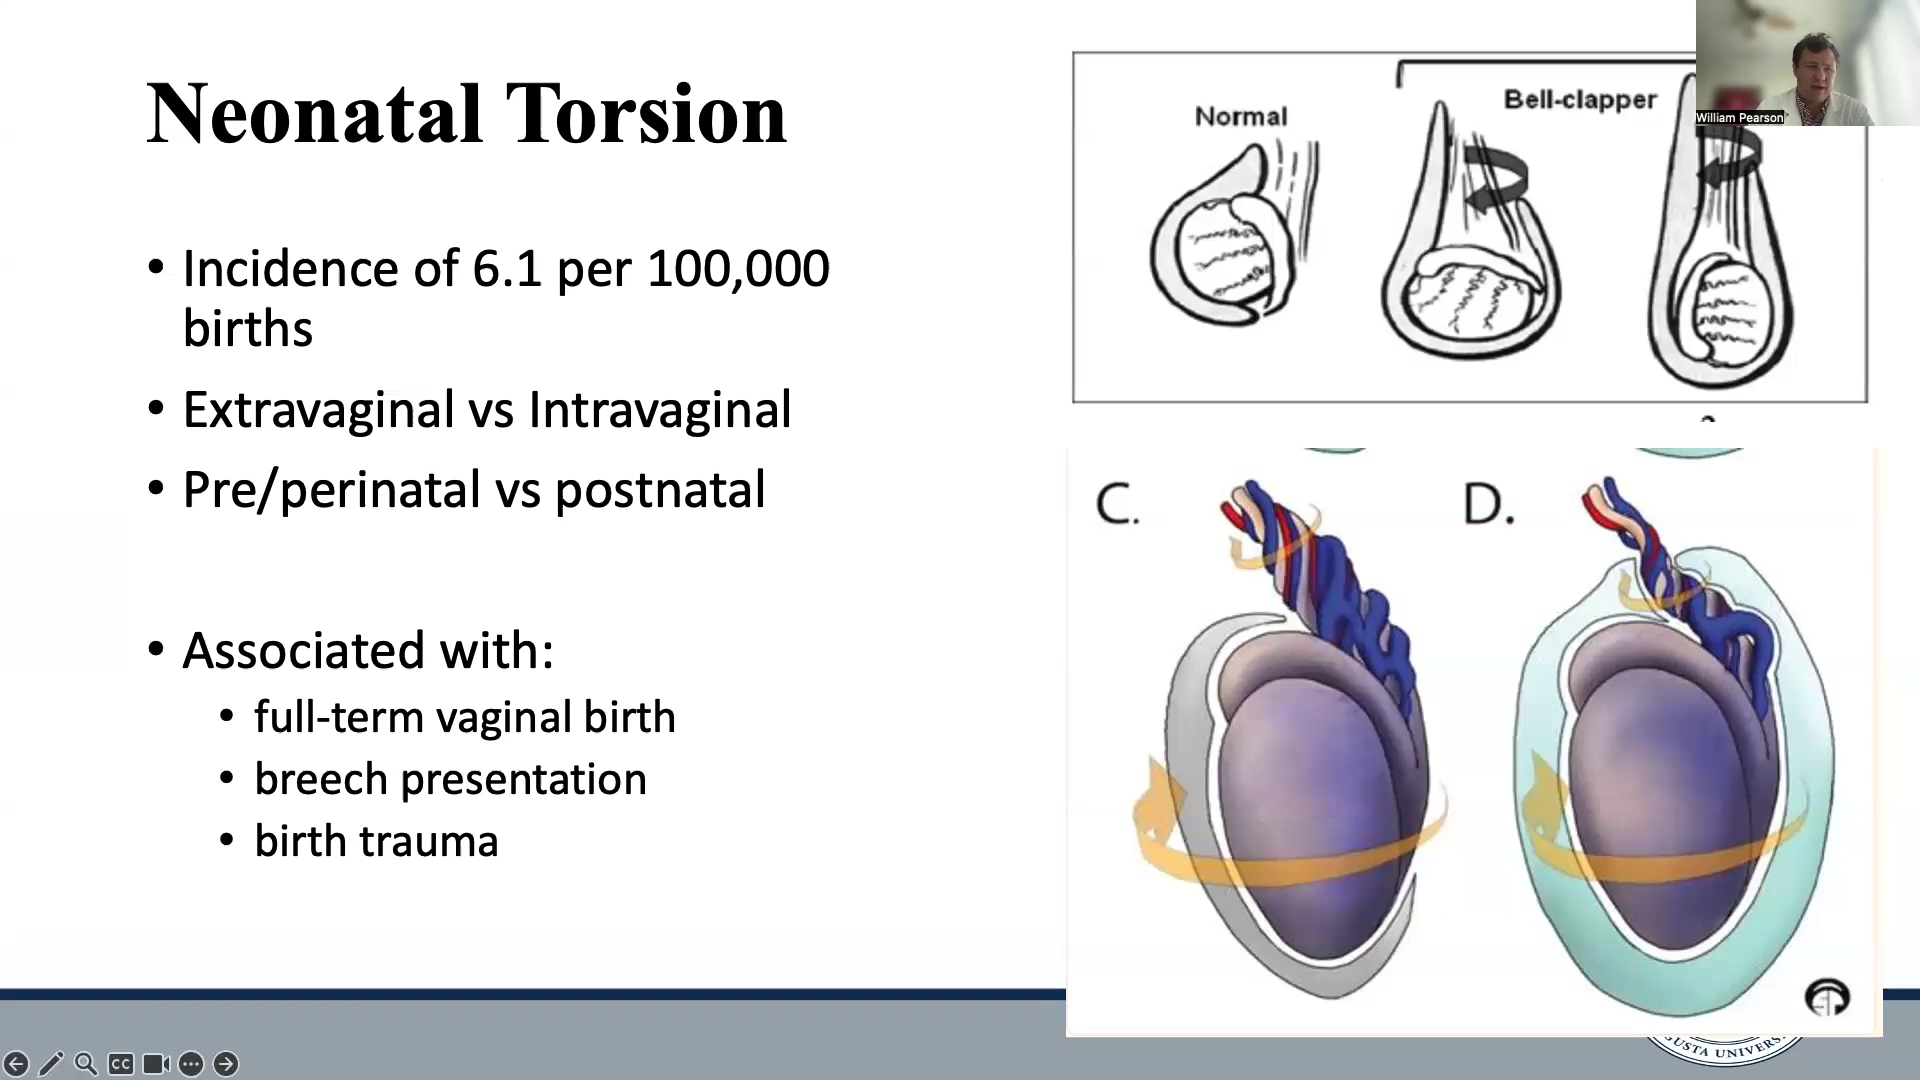 Neonatal Torsion
• Incidence of 6.1 per 100,000
births
• Extravaginal vs Intravaginal
• Pre/perinatal vs postnatal
• Associated with:
• full-term vaginal birth
• breech presentation
• birth trauma
Normal
Bell-clapper
William Pearson
C.
D.
CC